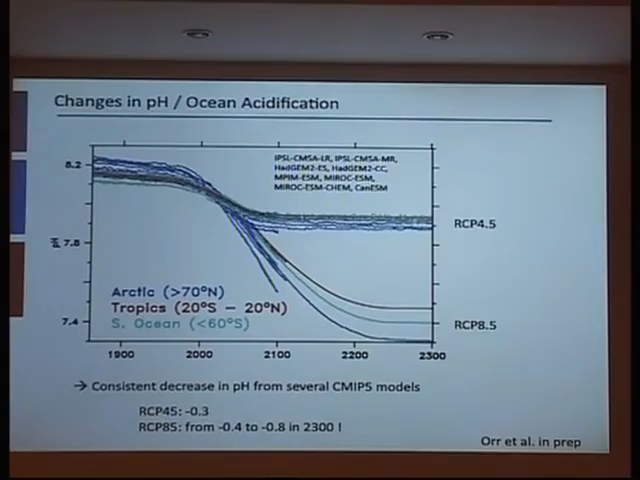 Changes in pH / Ocean Acidification
IPSL-CM5A-LR, IPSL-CM5A-MR,
HadGEM2-ES, HadGEM2-CC,
MPIM-ESM, MIROC-ESM,
MIROC-ESM-CHEM, CanESM
8.2
7.8
7.4
pH
RCP4.5
RCP8.5
Arctic (>70°N)
Tropics (20°S – 20°N)
S. Ocean (<60°S)
1900 2000 2100 2200 2300
→ Consistent decrease in pH from several CMIP5 models
RCP45: -0.3
RCP85: from -0.4 to -0.8 in 2300 !
Orr et al. in prep